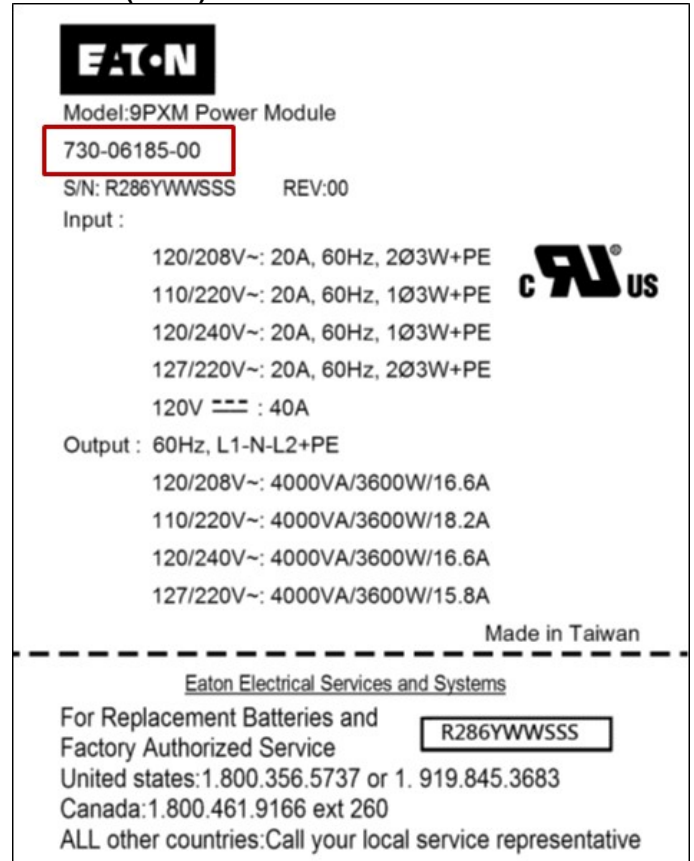 EATON
Model:9PXM Power Module
730-06185-00
S/N: R286YWWSSS REV:00
Input :
120/208V~: 20A, 60Hz, 2Ø3W+PE
110/220V~: 20A, 60Hz, 1Ø3W+PE
120/240V~: 20A, 60Hz, 1Ø3W+PE
127/220V~: 20A, 60Hz, 2Ø3W+PE
c RU ® US
120V ⎓ : 40A
Output : 60Hz, L1-N-L2+PE
120/208V~: 4000VA/3600W/16.6A
110/220V~: 4000VA/3600W/18.2A
120/240V~: 4000VA/3600W/16.6A
127/220V~: 4000VA/3600W/15.8A
Made in Taiwan
Eaton Electrical Services and Systems
For Replacement Batteries and
Factory Authorized Service
R286YWWSSS
United states:1.800.356.5737 or 1. 919.845.3683
Canada:1.800.461.9166 ext 260
ALL other countries:Call your local service representative